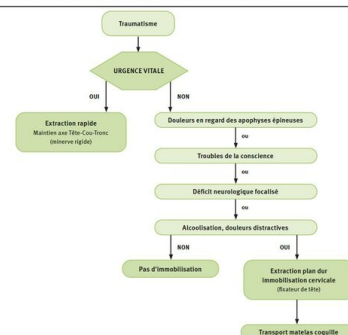 Traumatisme
URGENCE VITALE
OUI
NON
Extraction rapide
Maintien axe Tête-Cou-Tronc
(minerve rigide)
Douleurs en regard des apophyses épineuses
ou
Troubles de la conscience
ou
Déficit neurologique focalisé
ou
Alcoolisation, douleurs distractives
NON
OUI
Pas d'immobilisation
Extraction plan dur
immobilisation cervicale
(fixateur de tête)
Transport matelas coquille